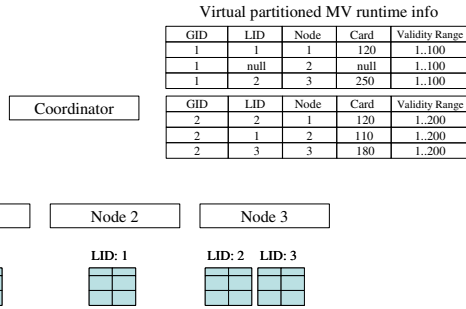 Virtual partitioned MV runtime info
GID LID Node Card Validity Range
1 1 1 120 1..100
1 null 2 null 1..100
1 2 3 250 1..100
Coordinator
GID LID Node Card Validity Range
2 2 1 120 1..200
2 1 2 110 1..200
2 3 3 180 1..200
Node 2 Node 3
LID: 1 LID: 2 LID: 3